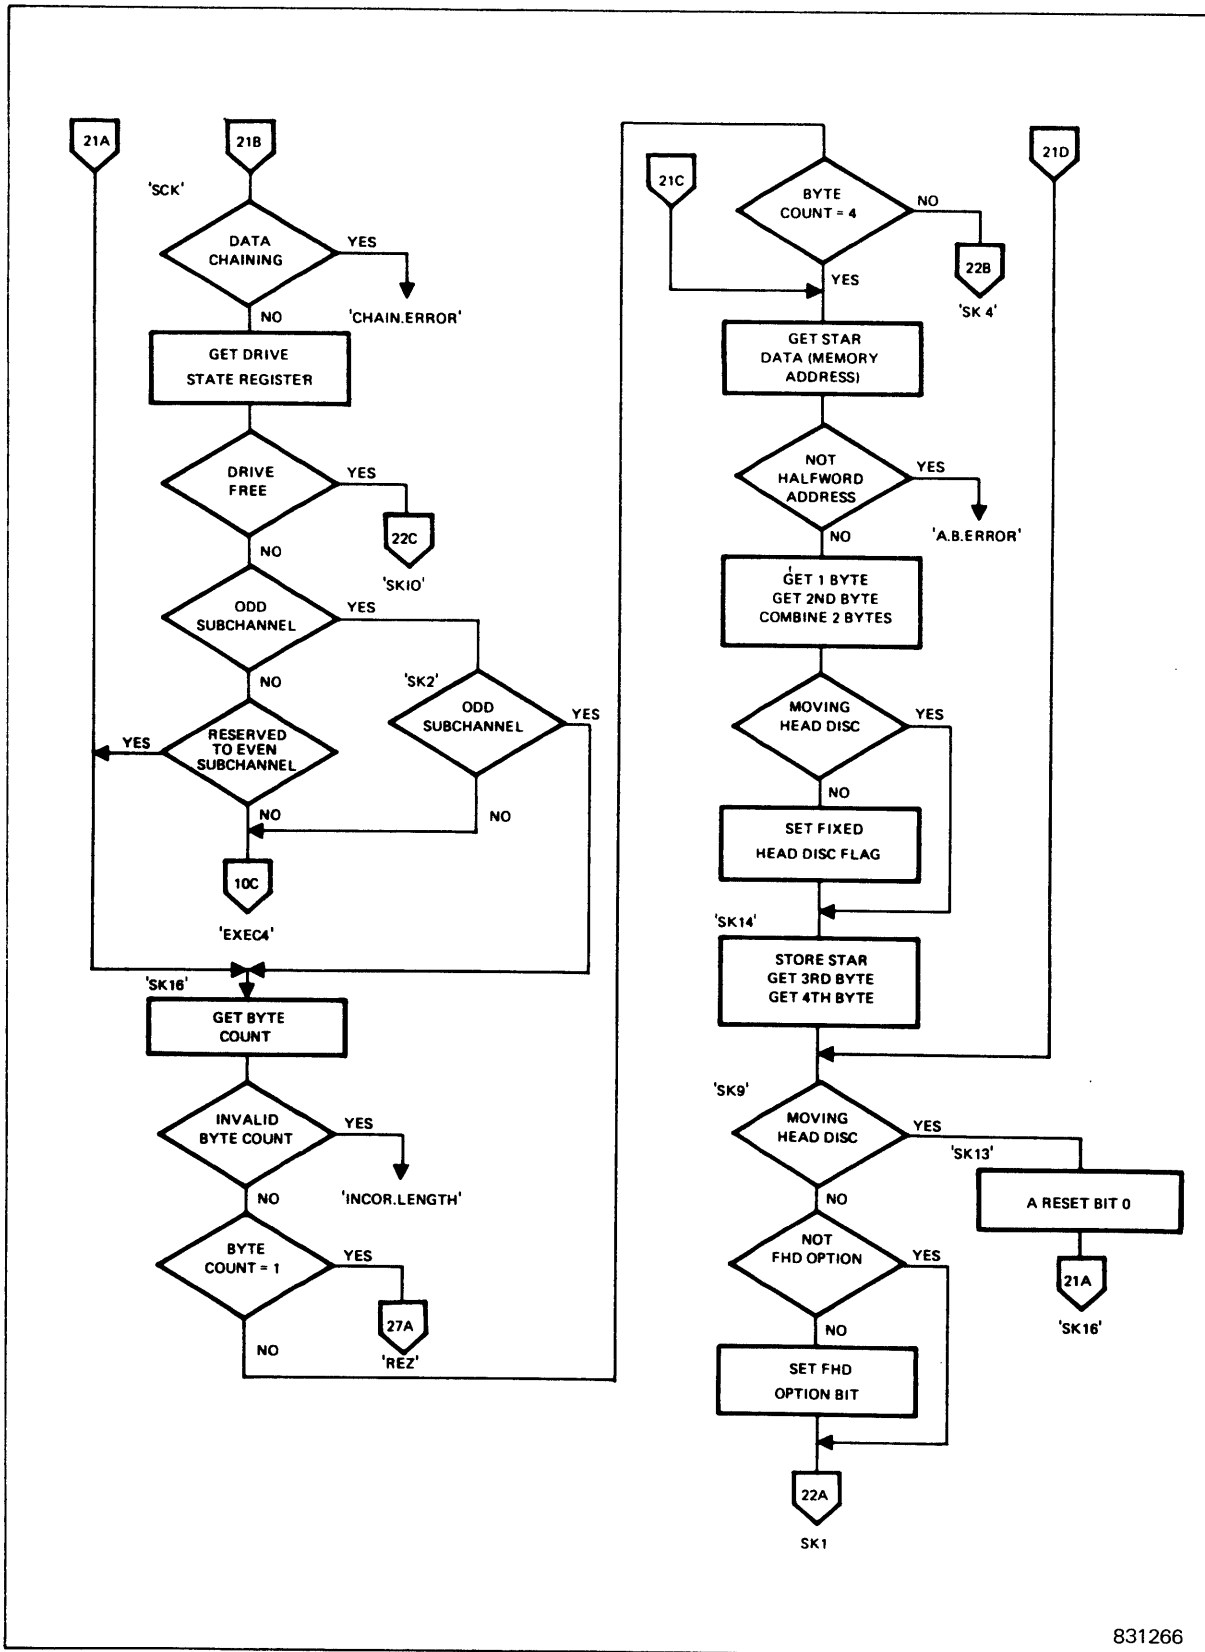 21A
21B
'SCK'
DATA
CHAINING
YES
'CHAIN.ERROR'
NO
GET DRIVE
STATE REGISTER
DRIVE
FREE
YES
22C
'SKIO'
NO
ODD
SUBCHANNEL
YES
NO
'SK2'
ODD
SUBCHANNEL
YES
NO
YES
RESERVED
TO EVEN
SUBCHANNEL
NO
10C
'EXEC4'
'SK16'
GET BYTE
COUNT
INVALID
BYTE COUNT
YES
'INCOR.LENGTH'
NO
BYTE
COUNT = 1
YES
27A
'REZ'
NO
21C
BYTE
COUNT = 4
NO
22B
'SK 4'
YES
21D
GET STAR
DATA (MEMORY
ADDRESS)
NOT
HALFWORD
ADDRESS
YES
'A.B.ERROR'
NO
GET 1 BYTE
GET 2ND BYTE
COMBINE 2 BYTES
MOVING
HEAD DISC
YES
NO
SET FIXED
HEAD DISC FLAG
'SK14'
STORE STAR
GET 3RD BYTE
GET 4TH BYTE
'SK9'
MOVING
HEAD DISC
YES
'SK13'
A RESET BIT 0
21A
'SK16'
NO
NOT
FHD OPTION
YES
NO
SET FHD
OPTION BIT
22A
SK1
831266